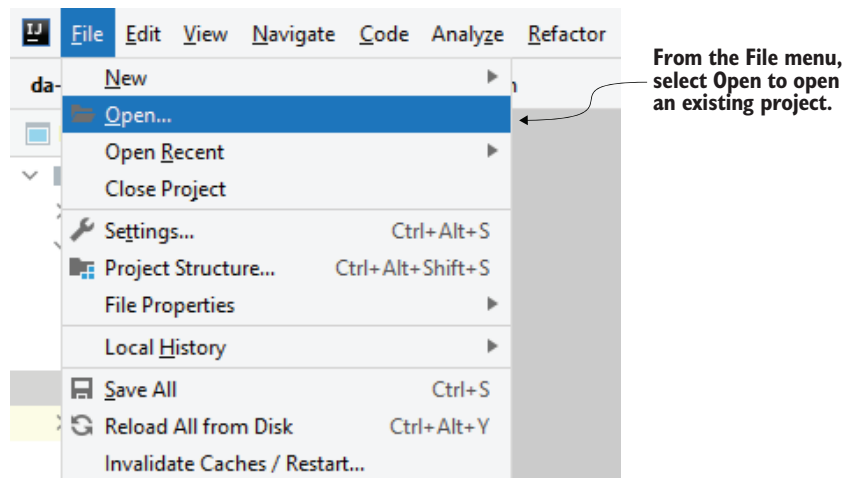 IJ File Edit View Navigate Code Analyze Refactor
da-
New
Open...
Open Recent
Close Project
Settings... Ctrl+Alt+S
Project Structure... Ctrl+Alt+Shift+S
File Properties
Local History
Save All Ctrl+S
Reload All from Disk Ctrl+Alt+Y
Invalidate Caches / Restart...
From the File menu,
select Open to open
an existing project.